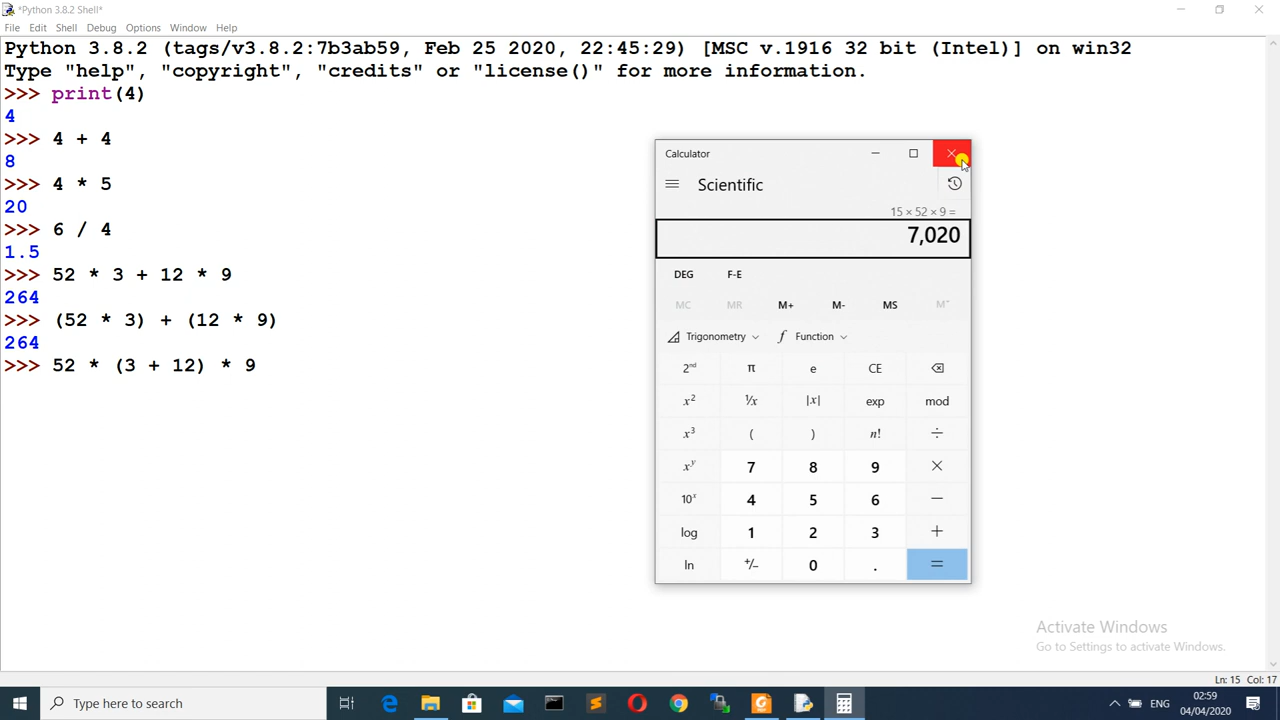 *Python 3.8.2 Shell*
File Edit Shell Debug Options Window Help
Python 3.8.2 (tags/v3.8.2:7b3ab59, Feb 25 2020, 22:45:29) [MSC v.1916 32 bit (Intel)] on win32
Type "help", "copyright", "credits" or "license()" for more information.
>>> print(4)
4
>>> 4 + 4
8
>>> 4 * 5
20
>>> 6 / 4
1.5
>>> 52 * 3 + 12 * 9
264
>>> (52 * 3) + (12 * 9)
264
>>> 52 * (3 + 12) * 9
Calculator
Scientific
15 × 52 × 9 =
7,020
DEG F-E
MC MR M+ M- MS M˅
Trigonometry Function
2ⁿᵈ π e CE
x² ¹/x |x| exp mod
x³ ( ) n! ÷
xʸ 7 8 9 ×
10ˣ 4 5 6 −
log 1 2 3 +
ln +/− 0 . =
Activate Windows
Go to Settings to activate Windows.
Ln: 15 Col: 17
Type here to search
ENG
02:59
04/04/2020